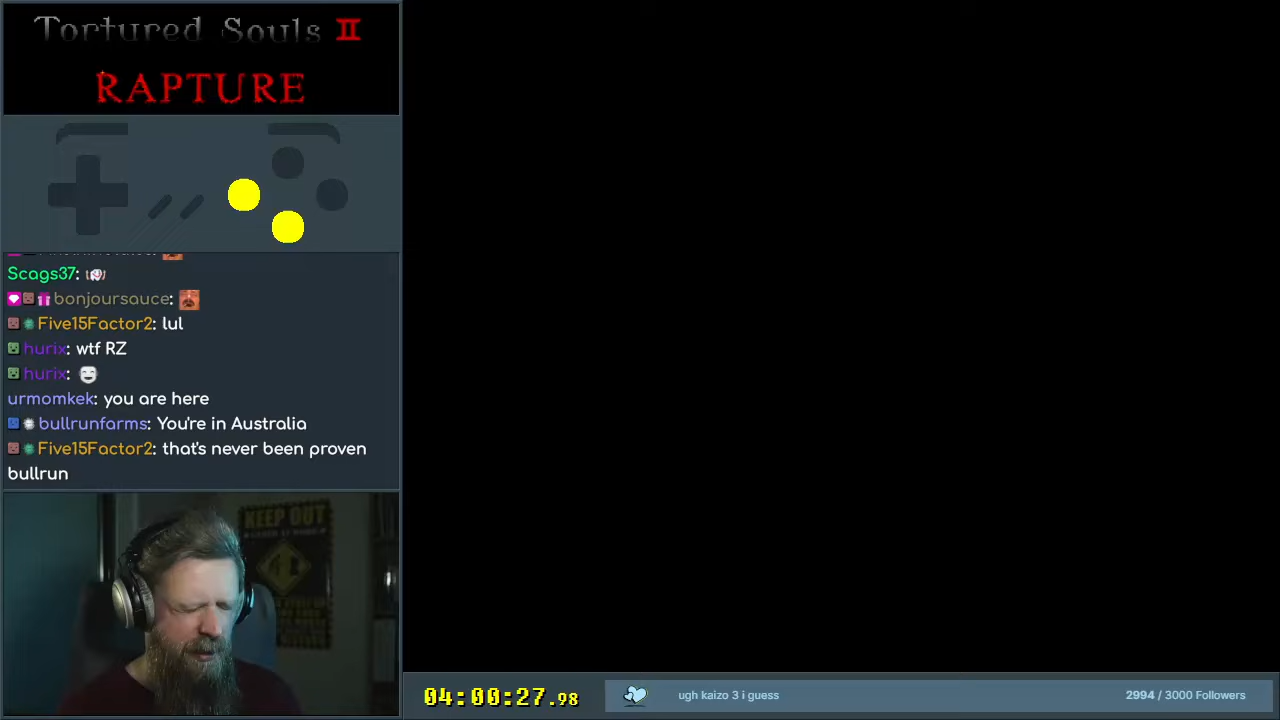 Tortured Souls II
RAPTURE
Scags37:
bonjoursauce:
Five15Factor2: lul
hurix: wtf RZ
hurix:
urmomkek: you are here
bullrunfarms: You're in Australia
Five15Factor2: that's never been proven
bullrun
KEEP OUT
04:00:27.98
ugh kaizo 3 i guess
2994 / 3000 Followers